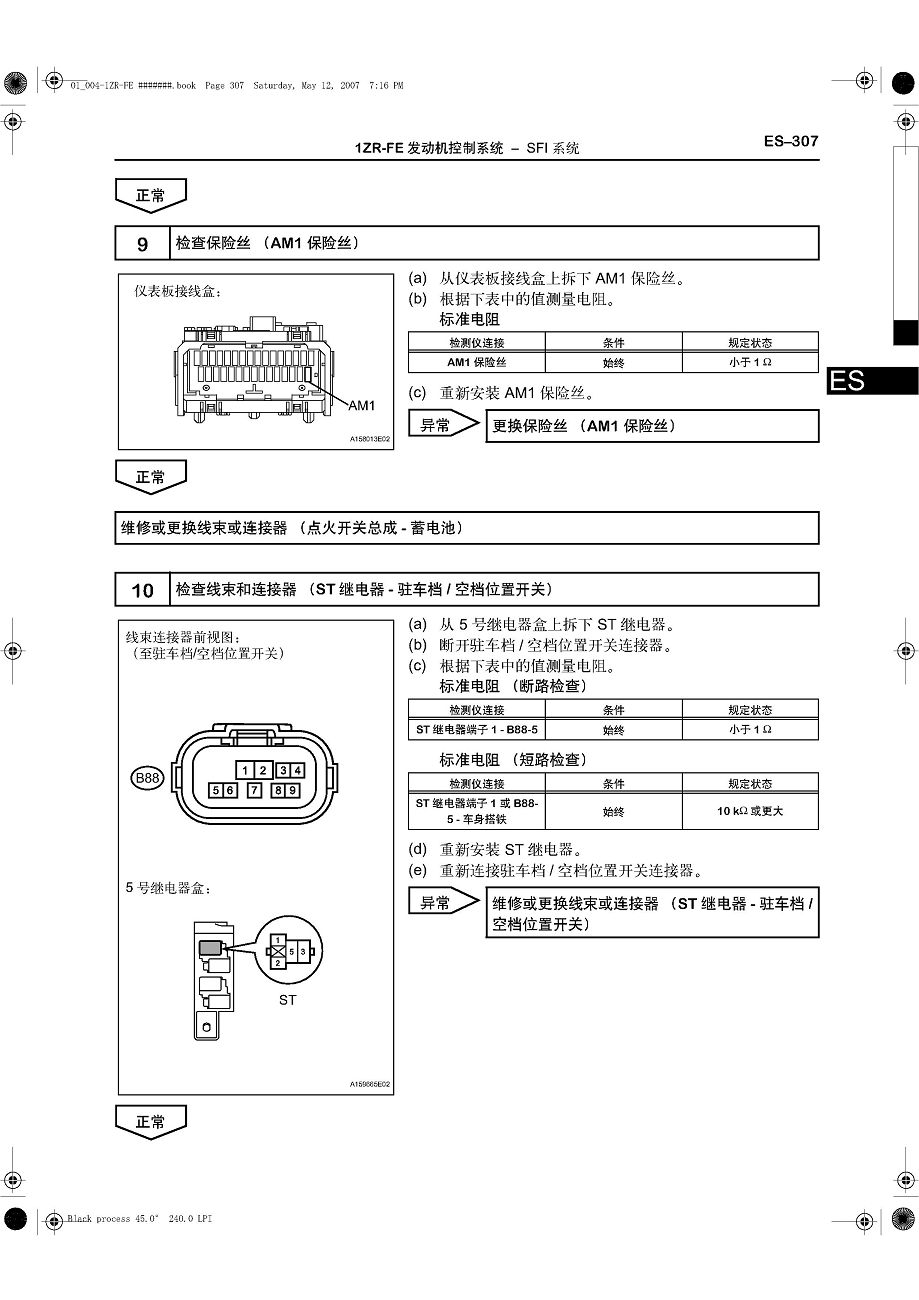 01_004-1ZR-FE #######.book Page 307 Saturday, May 12, 2007 7:16 PM
1ZR-FE 发动机控制系统 – SFI 系统
ES–307
正常
9 检查保险丝 （AM1 保险丝）
仪表板接线盒：
AM1
A158013E02
(a) 从仪表板接线盒上拆下 AM1 保险丝。
(b) 根据下表中的值测量电阻。
标准电阻
检测仪连接 条件 规定状态
AM1 保险丝 始终 小于 1 Ω
(c) 重新安装 AM1 保险丝。
异常 更换保险丝 （AM1 保险丝）
ES
正常
维修或更换线束或连接器 （点火开关总成 - 蓄电池）
10 检查线束和连接器 （ST 继电器 - 驻车档 / 空档位置开关）
线束连接器前视图：
（至驻车档/空档位置开关）
B88
1 2 3 4
5 6 7 8 9
5 号继电器盒：
1
5 3
2
ST
A159665E02
(a) 从 5 号继电器盒上拆下 ST 继电器。
(b) 断开驻车档 / 空档位置开关连接器。
(c) 根据下表中的值测量电阻。
标准电阻 （断路检查）
检测仪连接 条件 规定状态
ST 继电器端子 1 - B88-5 始终 小于 1 Ω
标准电阻 （短路检查）
检测仪连接 条件 规定状态
ST 继电器端子 1 或 B88-
5 - 车身搭铁 始终 10 kΩ 或更大
(d) 重新安装 ST 继电器。
(e) 重新连接驻车档 / 空档位置开关连接器。
异常 维修或更换线束或连接器 （ST 继电器 - 驻车档 /
空档位置开关）
正常
Black process 45.0° 240.0 LPI